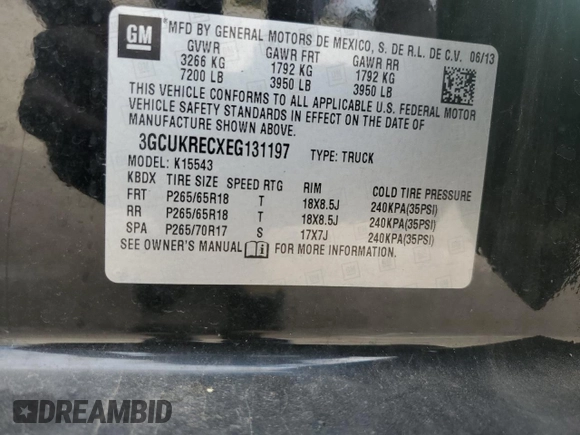 GM
MFD BY GENERAL MOTORS DE MEXICO, S. DE R.L. DE C.V. 06/13
GVWR GAWR FRT GAWR RR
3266 KG 1792 KG 1792 KG
7200 LB 3950 LB 3950 LB
THIS VEHICLE CONFORMS TO ALL APPLICABLE U.S. FEDERAL MOTOR
VEHICLE SAFETY STANDARDS IN EFFECT ON THE DATE OF
MANUFACTURE SHOWN ABOVE.
3GCUKRECXEG131197 TYPE: TRUCK
MODEL: K15543
KBDX TIRE SIZE SPEED RTG RIM COLD TIRE PRESSURE
FRT P265/65R18 T 18X8.5J 240KPA(35PSI)
RR P265/65R18 T 18X8.5J 240KPA(35PSI)
SPA P265/70R17 S 17X7J 240KPA(35PSI)
SEE OWNER'S MANUAL FOR MORE INFORMATION.
DREAMBID